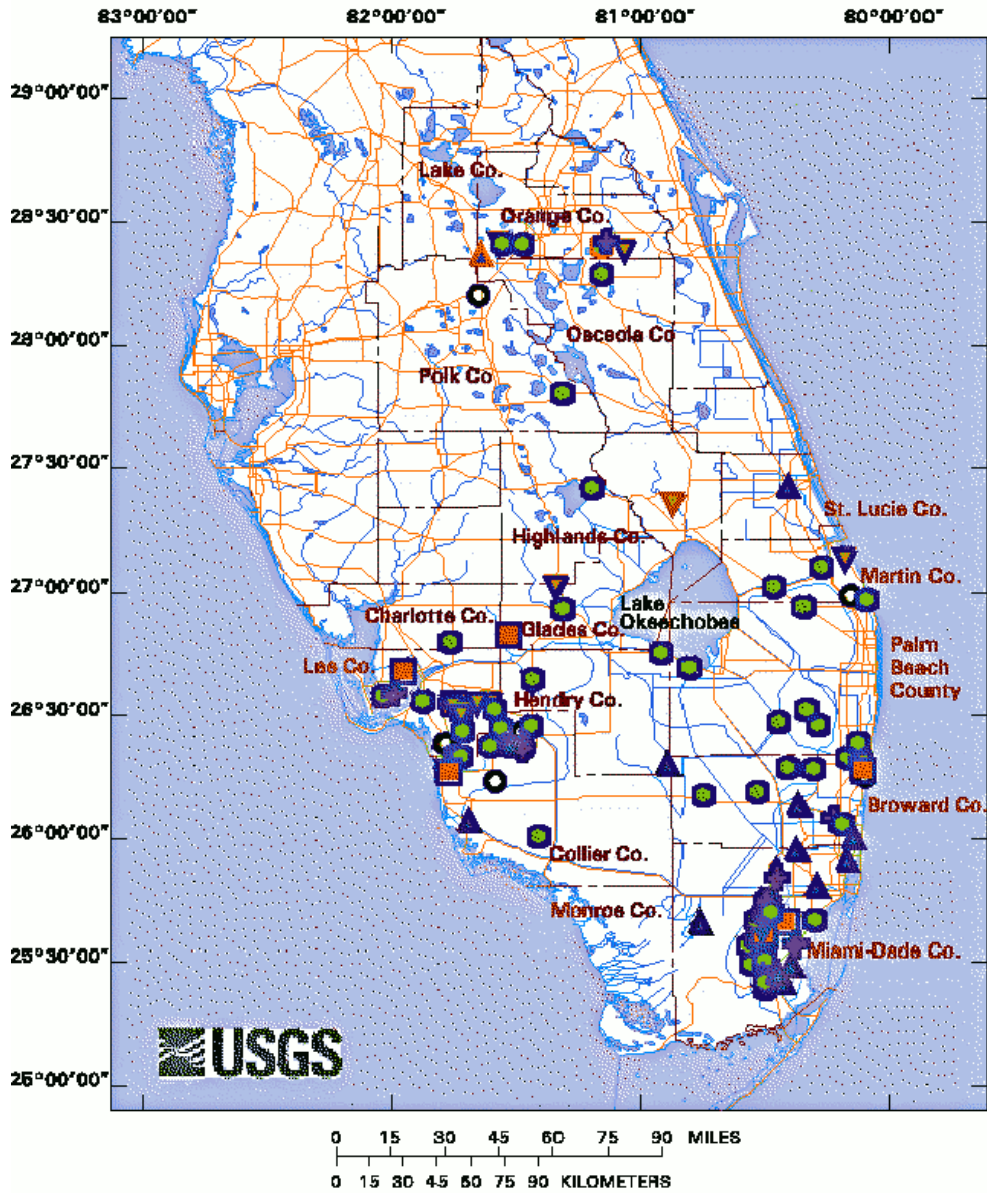 83°00'00" 82°00'00" 81°00'00" 80°00'00"
29°00'00"
Lake Co.
28°30'00"
Orange Co.
28°00'00"
Osceola Co
Polk Co
27°30'00"
St. Lucie Co.
Highlands Co.
27°00'00"
Martin Co.
Lake
Okeechobee
Charlotte Co.
Glades Co.
Palm
Beach
County
Lee Co.
Hendry Co.
26°30'00"
Broward Co.
26°00'00"
Collier Co.
Monroe Co.
25°30'00"
Miami-Dade Co.
USGS
25°00'00"
0 15 30 45 60 75 90 MILES
0 15 30 45 60 75 90 KILOMETERS